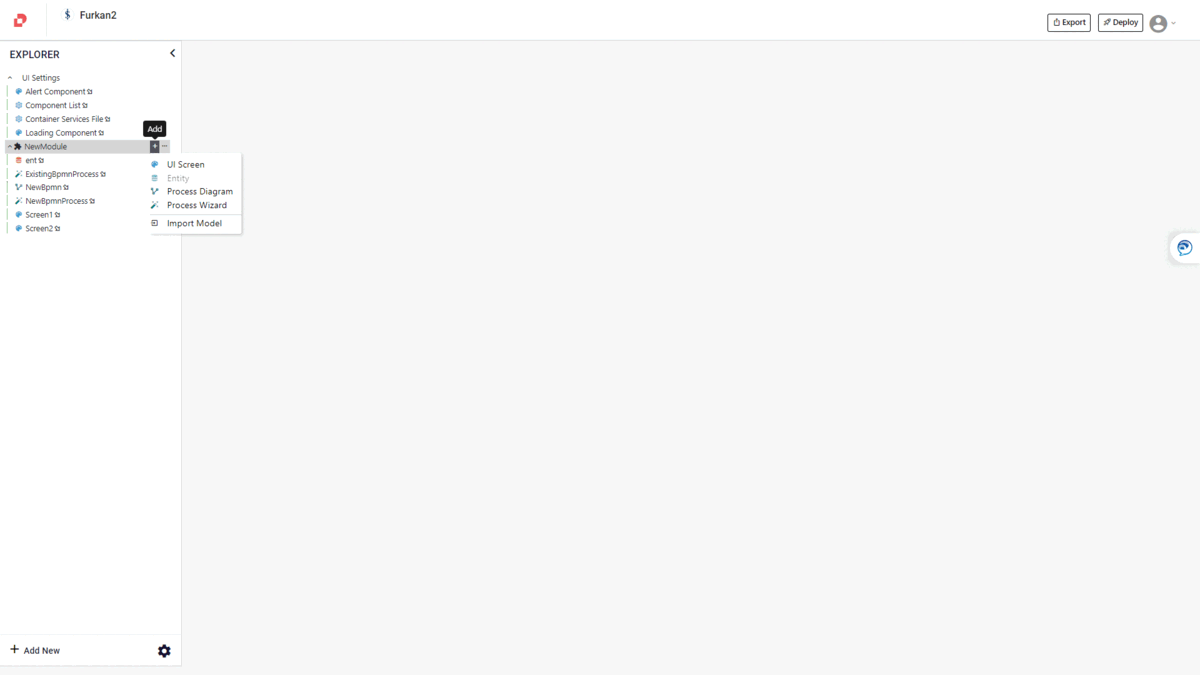 Furkan2
Export
Deploy
EXPLORER
UI Settings
Alert Component
Component List
Container Services File
Loading Component
Add
NewModule
ent
UI Screen
ExistingBpmnProcess
Entity
NewBpmn
Process Diagram
NewBpmnProcess
Process Wizard
Screen1
Import Model
Screen2
Add New